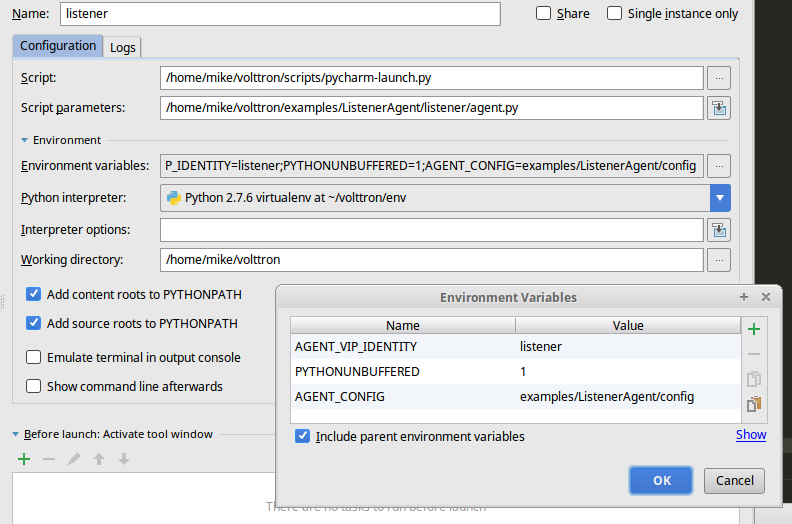 Name: listener Share Single instance only
Configuration Logs
Script: /home/mike/volttron/scripts/pycharm-launch.py ...
Script parameters: /home/mike/volttron/examples/ListenerAgent/listener/agent.py
Environment
Environment variables: P_IDENTITY=listener;PYTHONUNBUFFERED=1;AGENT_CONFIG=examples/ListenerAgent/config ...
Python interpreter: Python 2.7.6 virtualenv at ~/volttron/env
Interpreter options:
Working directory: /home/mike/volttron ...
Add content roots to PYTHONPATH
Add source roots to PYTHONPATH
Emulate terminal in output console
Show command line afterwards
Before launch: Activate tool window
There are no tasks to run before launch
Environment Variables
Name Value
AGENT_VIP_IDENTITY listener
PYTHONUNBUFFERED 1
AGENT_CONFIG examples/ListenerAgent/config
Include parent environment variables Show
OK Cancel